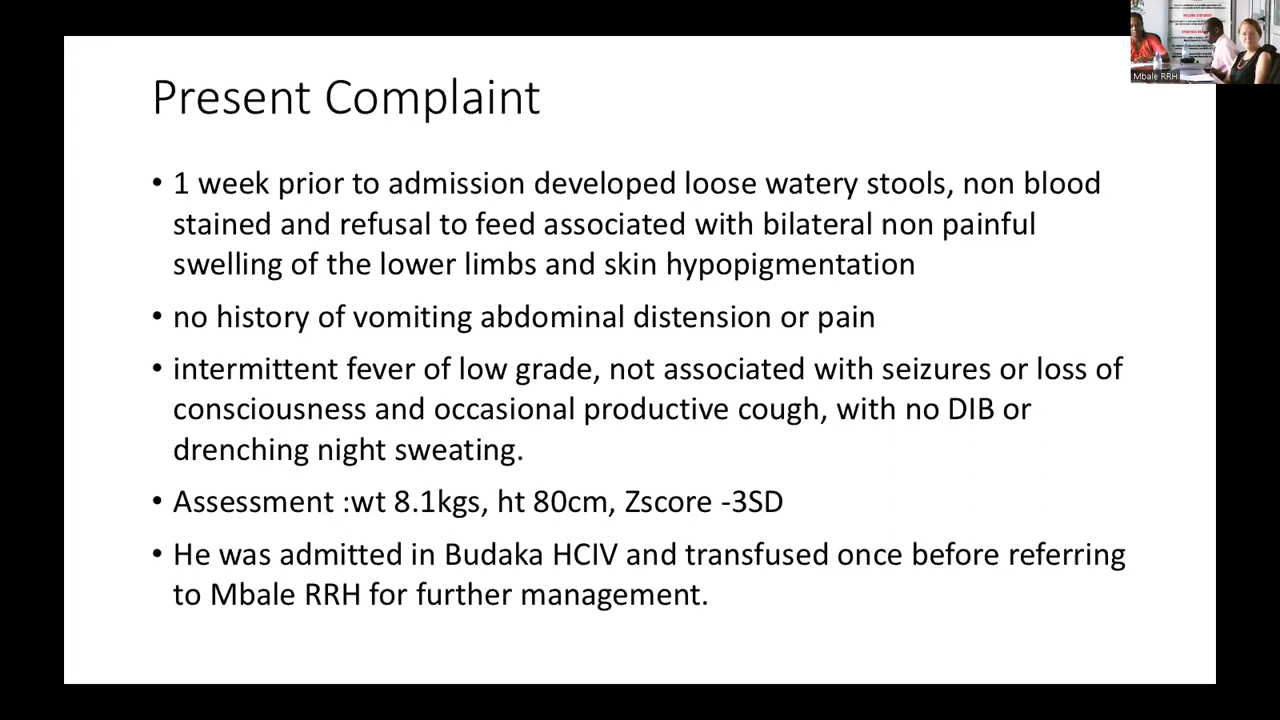 Present Complaint
• 1 week prior to admission developed loose watery stools, non blood
stained and refusal to feed associated with bilateral non painful
swelling of the lower limbs and skin hypopigmentation
• no history of vomiting abdominal distension or pain
• intermittent fever of low grade, not associated with seizures or loss of
consciousness and occasional productive cough, with no DIB or
drenching night sweating.
• Assessment :wt 8.1kgs, ht 80cm, Zscore -3SD
• He was admitted in Budaka HCIV and transfused once before referring
to Mbale RRH for further management.
Mbale RRH